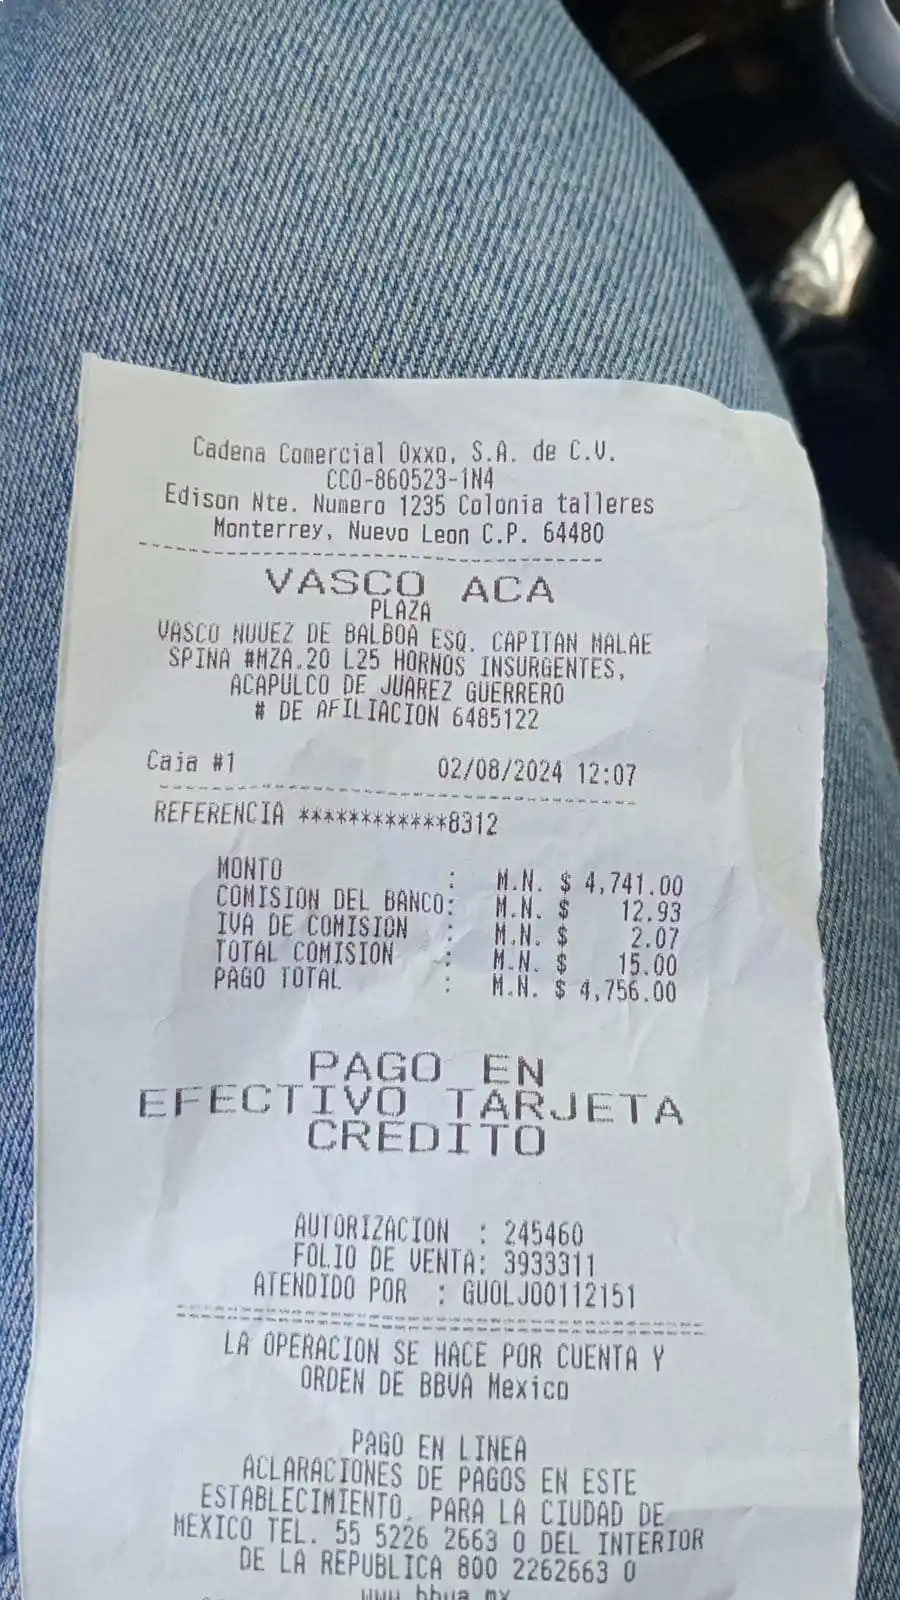 Cadena Comercial Oxxo, S.A. de C.V.
CCO-860523-1N4
Edison Nte. Numero 1235 Colonia talleres
Monterrey, Nuevo Leon C.P. 64480
VASCO ACA
PLAZA
VASCO NUUEZ DE BALBOA ESQ. CAPITAN MALAE
SPINA #MZA.20 L25 HORNOS INSURGENTES,
ACAPULCO DE JUAREZ GUERRERO
# DE AFILIACION 6485122
Caja #1 02/08/2024 12:07
REFERENCIA ************8312
MONTO : M.N. $ 4,741.00
COMISION DEL BANCO: M.N. $ 12.93
IVA DE COMISION : M.N. $ 2.07
TOTAL COMISION : M.N. $ 15.00
PAGO TOTAL : M.N. $ 4,756.00
PAGO EN
EFECTIVO TARJETA
CREDITO
AUTORIZACION : 245460
FOLIO DE VENTA: 3933311
ATENDIDO POR : GUOLJ00112151
LA OPERACION SE HACE POR CUENTA Y
ORDEN DE BBVA Mexico
PAGO EN LINEA
ACLARACIONES DE PAGOS EN ESTE
ESTABLECIMIENTO, PARA LA CIUDAD DE
MEXICO TEL. 55 5226 2663 O DEL INTERIOR
DE LA REPUBLICA 800 2262663 O
www.bbva.mx